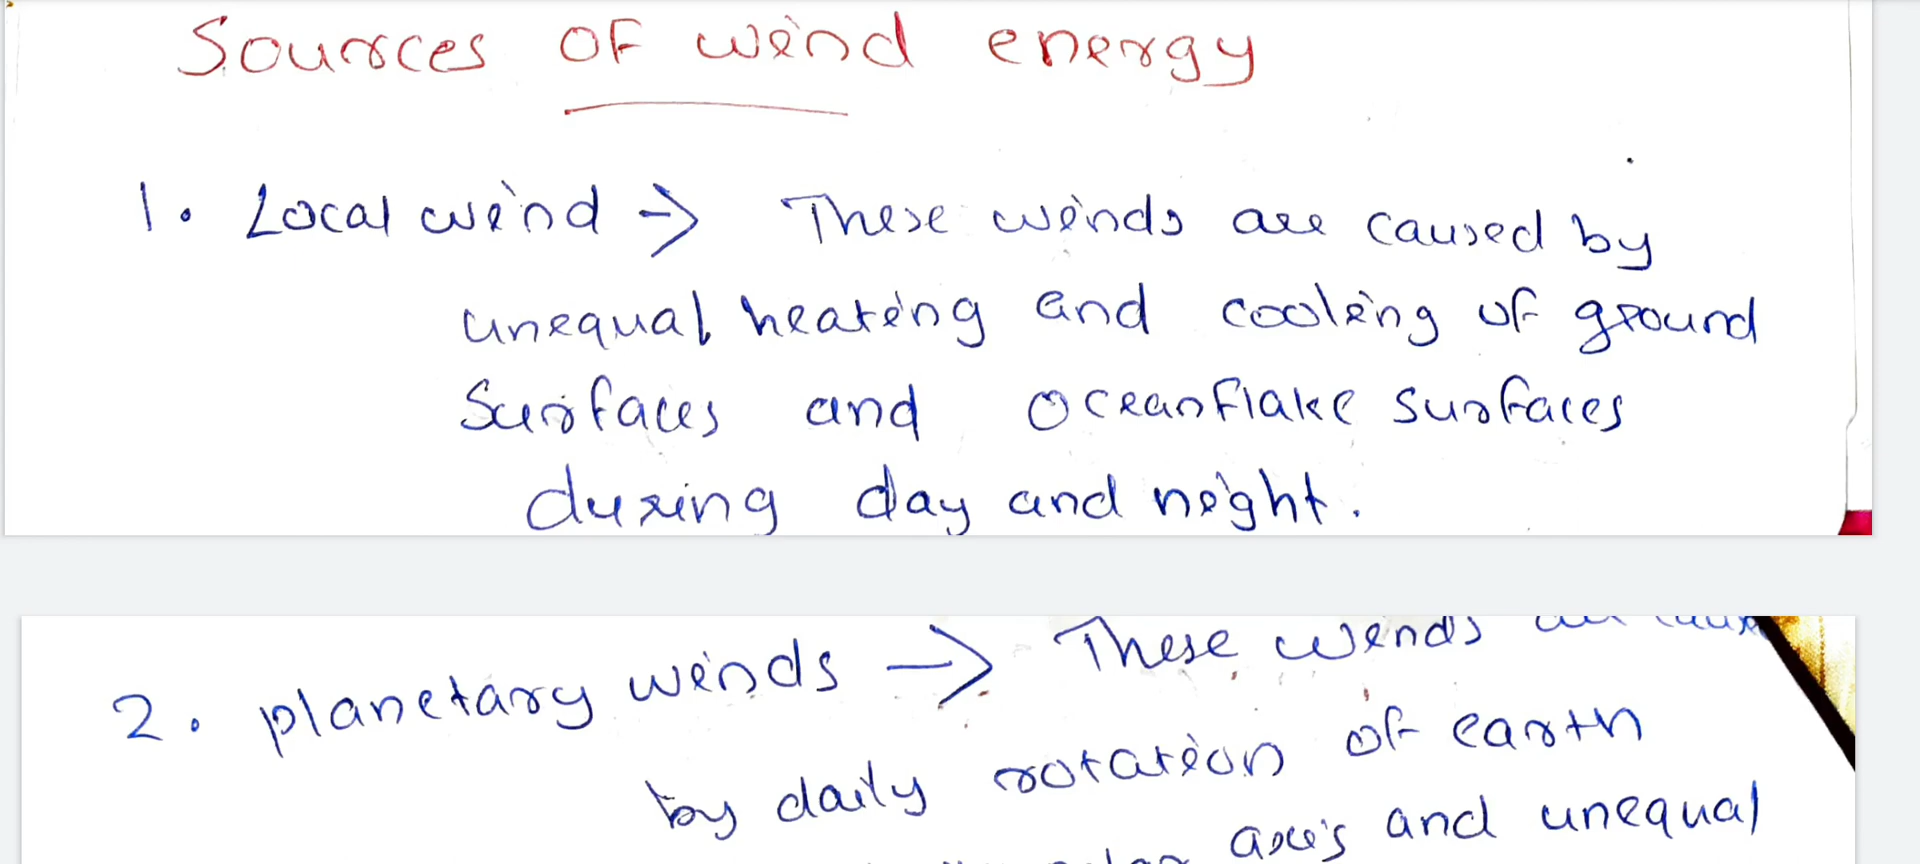 Sources of wind energy
1. Local wind → These winds are caused by
unequal heating and cooling of ground
Surfaces and ocean/lake surfaces
during day and night.
2. planetary winds → These winds
by daily rotation of earth
axis and unequal